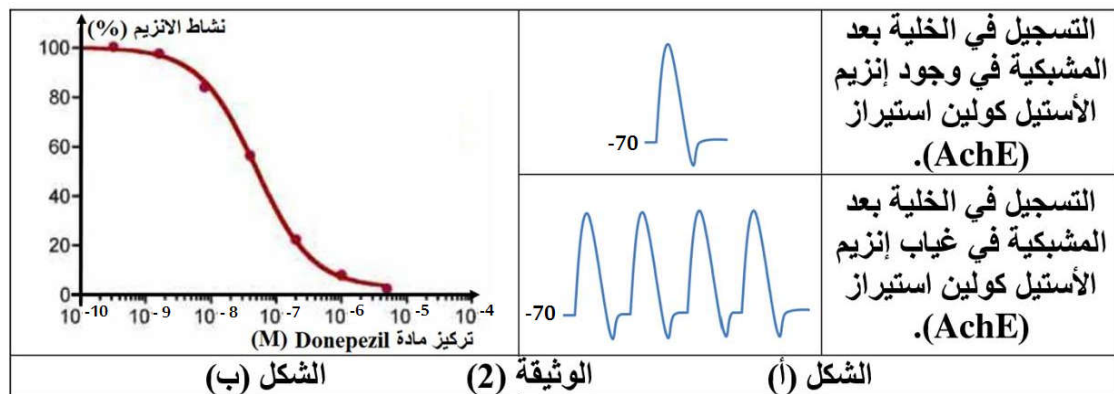 التسجيل في الخلية بعد
المشبكية في وجود إنزيم
الأستيل كولين استيراز
(AchE).
-70
التسجيل في الخلية بعد
المشبكية في غياب إنزيم
الأستيل كولين استيراز
(AchE).
-70
نشاط الانزيم (%)
100
80
60
40
20
0
10-10 10-9 10-8 10-7 10-6 10-5 10-4
تركيز مادة Donepezil (M)
الشكل (أ) الوثيقة (2) الشكل (ب)